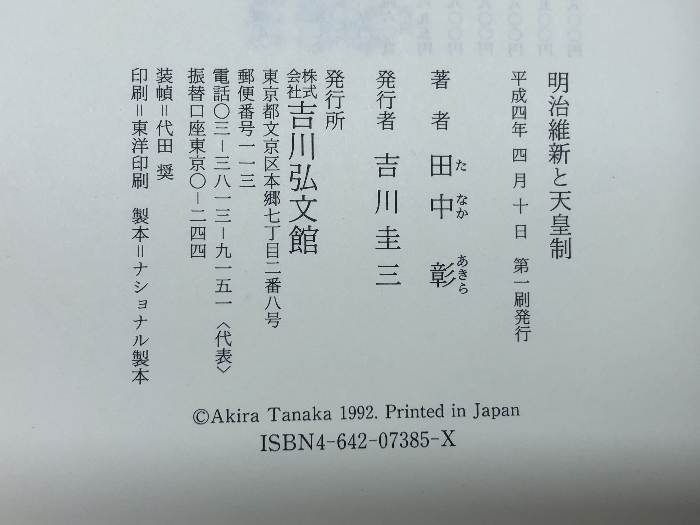 明治維新と天皇制
平成四年四月十日 第一刷発行
著者 田中 彰
たなか あきら
発行者 吉川圭三
発行所
株式会社 吉川弘文館
東京都文京区本郷七丁目二番八号
郵便番号一一三
電話〇三―三八一三―九一五一〈代表〉
振替口座東京〇―二四四
装幀=代田 奨
印刷=東洋印刷 製本=ナショナル製本
©Akira Tanaka 1992. Printed in Japan
ISBN4-642-07385-X